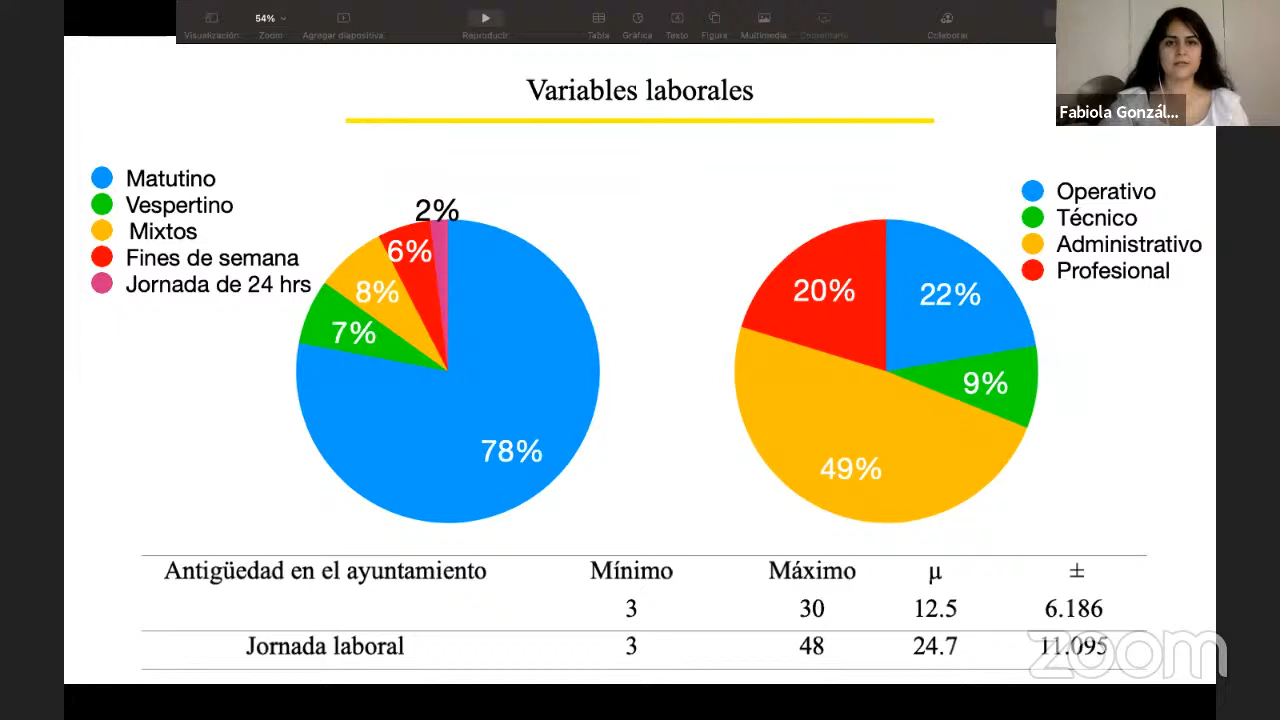 54%
Visualización
Zoom
Agregar diapositiva
Reproducir
Tabla
Gráfica
Texto
Figura
Multimedia
Comentario
Colaborar
Fabiola Gonzál...
Variables laborales
Matutino
Vespertino
Mixtos
Fines de semana
Jornada de 24 hrs
2%
6%
8%
7%
78%
Operativo
Técnico
Administrativo
Profesional
20%
22%
9%
49%
Antigüedad en el ayuntamiento Mínimo Máximo µ ±
3 30 12.5 6.186
Jornada laboral 3 48 24.7 11.095
zoom